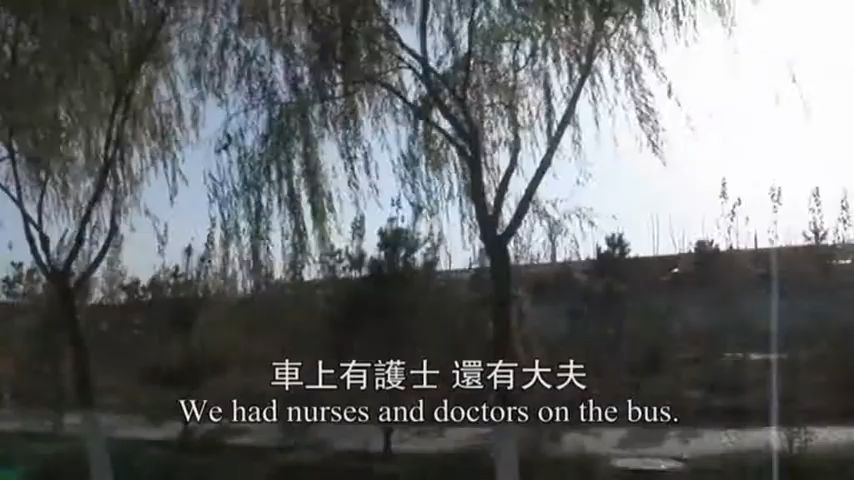 車上有護士 還有大夫
We had nurses and doctors on the bus.